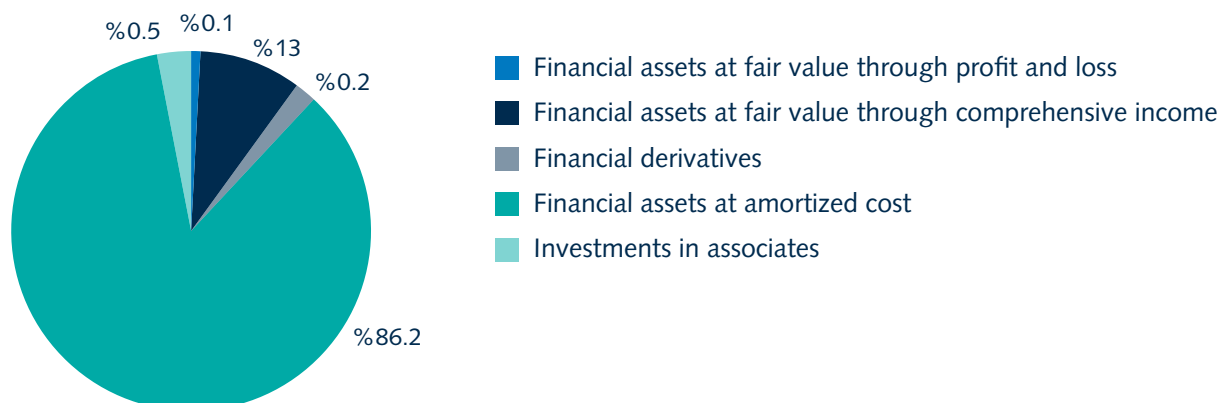 %0.5
%0.1
%13
%0.2
%86.2
Financial assets at fair value through profit and loss
Financial assets at fair value through comprehensive income
Financial derivatives
Financial assets at amortized cost
Investments in associates